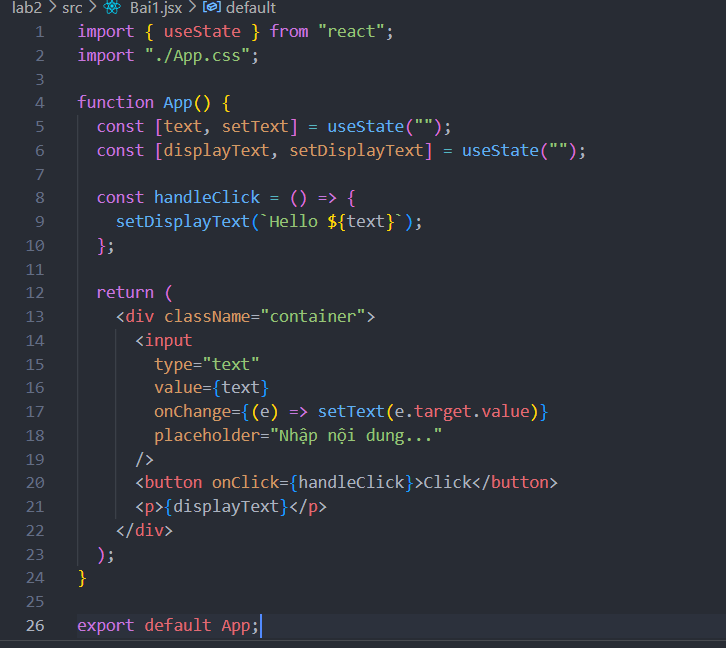 lab2 > src > Bai1.jsx > default
1 import { useState } from "react";
2 import "./App.css";
3
4 function App() {
5   const [text, setText] = useState("");
6   const [displayText, setDisplayText] = useState("");
7
8   const handleClick = () => {
9     setDisplayText(`Hello ${text}`);
10   };
11
12   return (
13     <div className="container">
14       <input
15         type="text"
16         value={text}
17         onChange={(e) => setText(e.target.value)}
18         placeholder="Nhập nội dung..."
19       />
20       <button onClick={handleClick}>Click</button>
21       <p>{displayText}</p>
22     </div>
23   );
24 }
25
26 export default App;